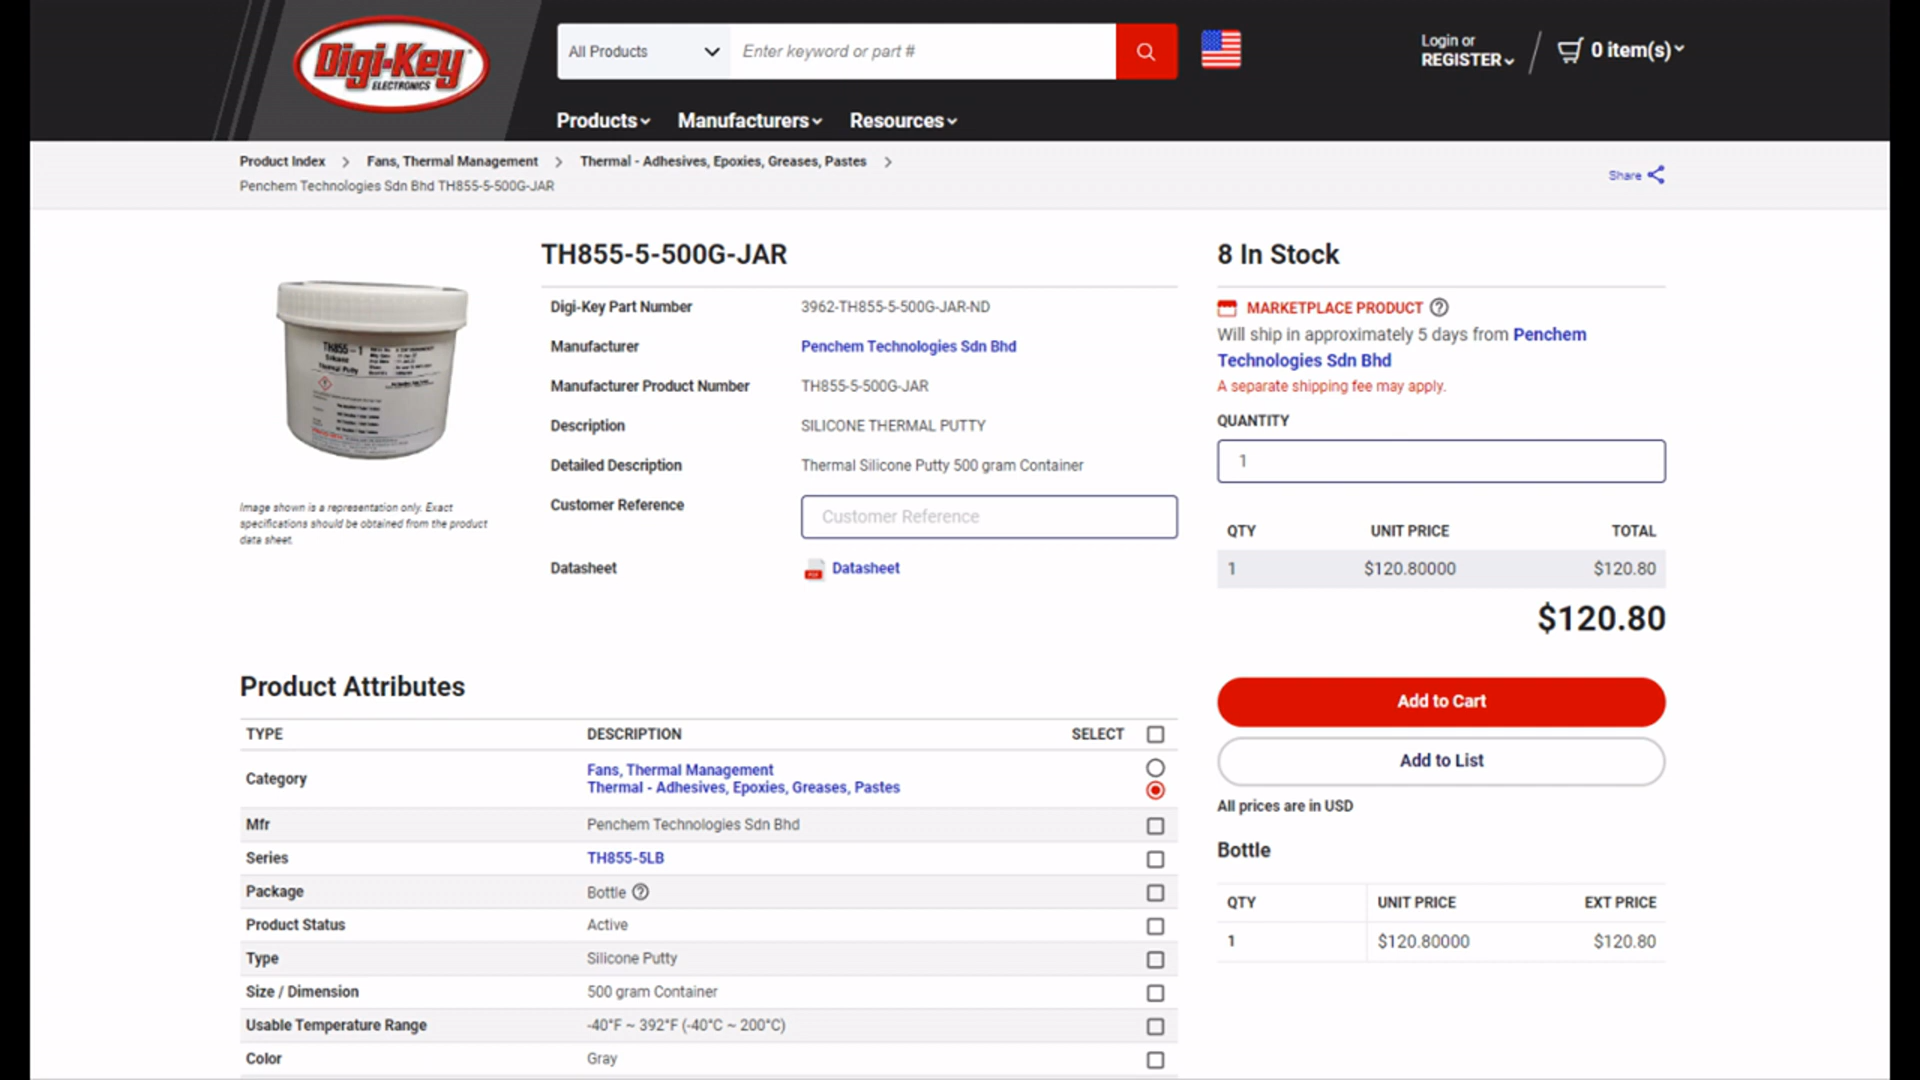 Digi-Key
ELECTRONICS
All Products
Enter keyword or part #
Login or
REGISTER
0 item(s)
Products
Manufacturers
Resources
Product Index > Fans, Thermal Management > Thermal - Adhesives, Epoxies, Greases, Pastes >
Penchem Technologies Sdn Bhd TH855-5-500G-JAR
Share
TH855-1
Silicone
Thermal Putty
Image shown is a representation only. Exact
specifications should be obtained from the product
data sheet.
TH855-5-500G-JAR
Digi-Key Part Number 3962-TH855-5-500G-JAR-ND
Manufacturer Penchem Technologies Sdn Bhd
Manufacturer Product Number TH855-5-500G-JAR
Description SILICONE THERMAL PUTTY
Detailed Description Thermal Silicone Putty 500 gram Container
Customer Reference Customer Reference
Datasheet Datasheet
8 In Stock
MARKETPLACE PRODUCT
Will ship in approximately 5 days from Penchem
Technologies Sdn Bhd
A separate shipping fee may apply.
QUANTITY
1
QTY UNIT PRICE TOTAL
1 $120.80000 $120.80
$120.80
Add to Cart
Add to List
All prices are in USD
Bottle
QTY UNIT PRICE EXT PRICE
1 $120.80000 $120.80
Product Attributes
TYPE DESCRIPTION SELECT
Category Fans, Thermal Management
Thermal - Adhesives, Epoxies, Greases, Pastes
Mfr Penchem Technologies Sdn Bhd
Series TH855-5LB
Package Bottle
Product Status Active
Type Silicone Putty
Size / Dimension 500 gram Container
Usable Temperature Range -40°F ~ 392°F (-40°C ~ 200°C)
Color Gray